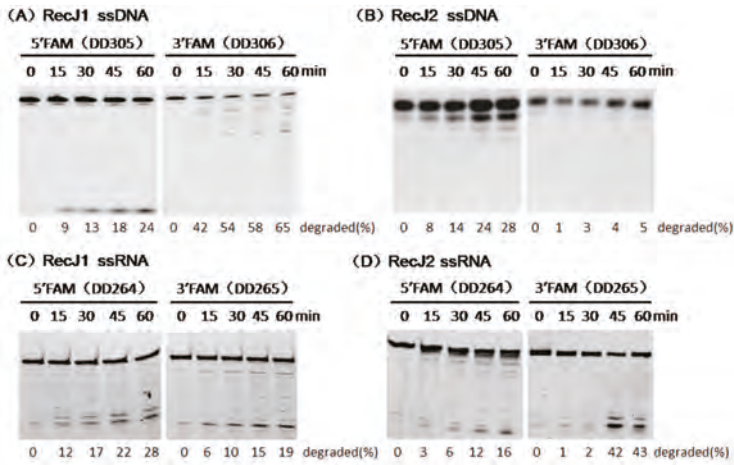 (A) RecJ1 ssDNA
5'FAM (DD305) 3'FAM (DD306)
0 15 30 45 60 0 15 30 45 60 min
0 9 13 18 24 0 42 54 58 65 degraded(%)
(B) RecJ2 ssDNA
5'FAM (DD305) 3'FAM (DD306)
0 15 30 45 60 0 15 30 45 60 min
0 8 14 24 28 0 1 3 4 5 degraded(%)
(C) RecJ1 ssRNA
5'FAM (DD264) 3'FAM (DD265)
0 15 30 45 60 0 15 30 45 60 min
0 12 17 22 28 0 6 10 15 19 degraded(%)
(D) RecJ2 ssRNA
5'FAM (DD264) 3'FAM (DD265)
0 15 30 45 60 0 15 30 45 60 min
0 3 6 12 16 0 1 2 42 43 degraded(%)